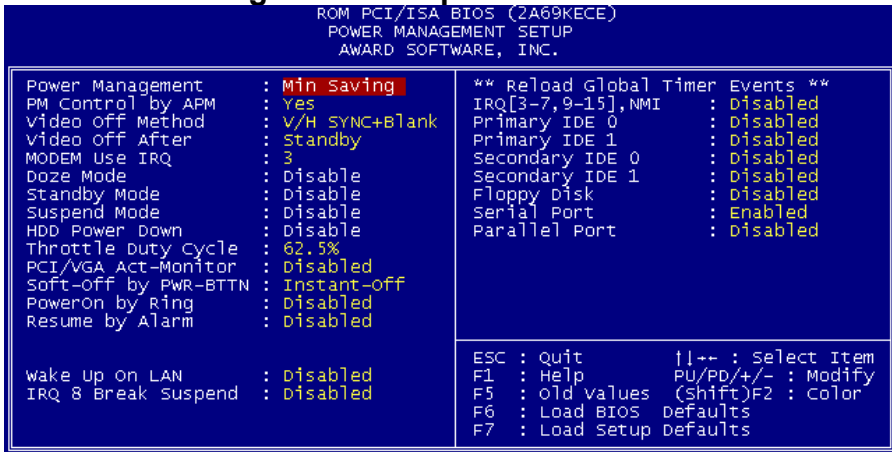 ROM PCI/ISA BIOS (2A69KECE)
POWER MANAGEMENT SETUP
AWARD SOFTWARE, INC.
Power Management : Min Saving
PM Control by APM : Yes
Video Off Method : V/H SYNC+Blank
Video Off After : Standby
MODEM Use IRQ : 3
Doze Mode : Disable
Standby Mode : Disable
Suspend Mode : Disable
HDD Power Down : Disable
Throttle Duty Cycle : 62.5%
PCI/VGA Act-Monitor : Disabled
Soft-Off by PWR-BTTN : Instant-Off
PowerOn by Ring : Disabled
Resume by Alarm : Disabled
Wake Up On LAN : Disabled
IRQ 8 Break Suspend : Disabled
** Reload Global Timer Events **
IRQ[3-7,9-15],NMI : Disabled
Primary IDE 0 : Disabled
Primary IDE 1 : Disabled
Secondary IDE 0 : Disabled
Secondary IDE 1 : Disabled
Floppy Disk : Disabled
Serial Port : Enabled
Parallel Port : Disabled
ESC : Quit ↑↓→← : Select Item
F1 : Help PU/PD/+/- : Modify
F5 : Old Values (Shift)F2 : Color
F6 : Load BIOS Defaults
F7 : Load Setup Defaults